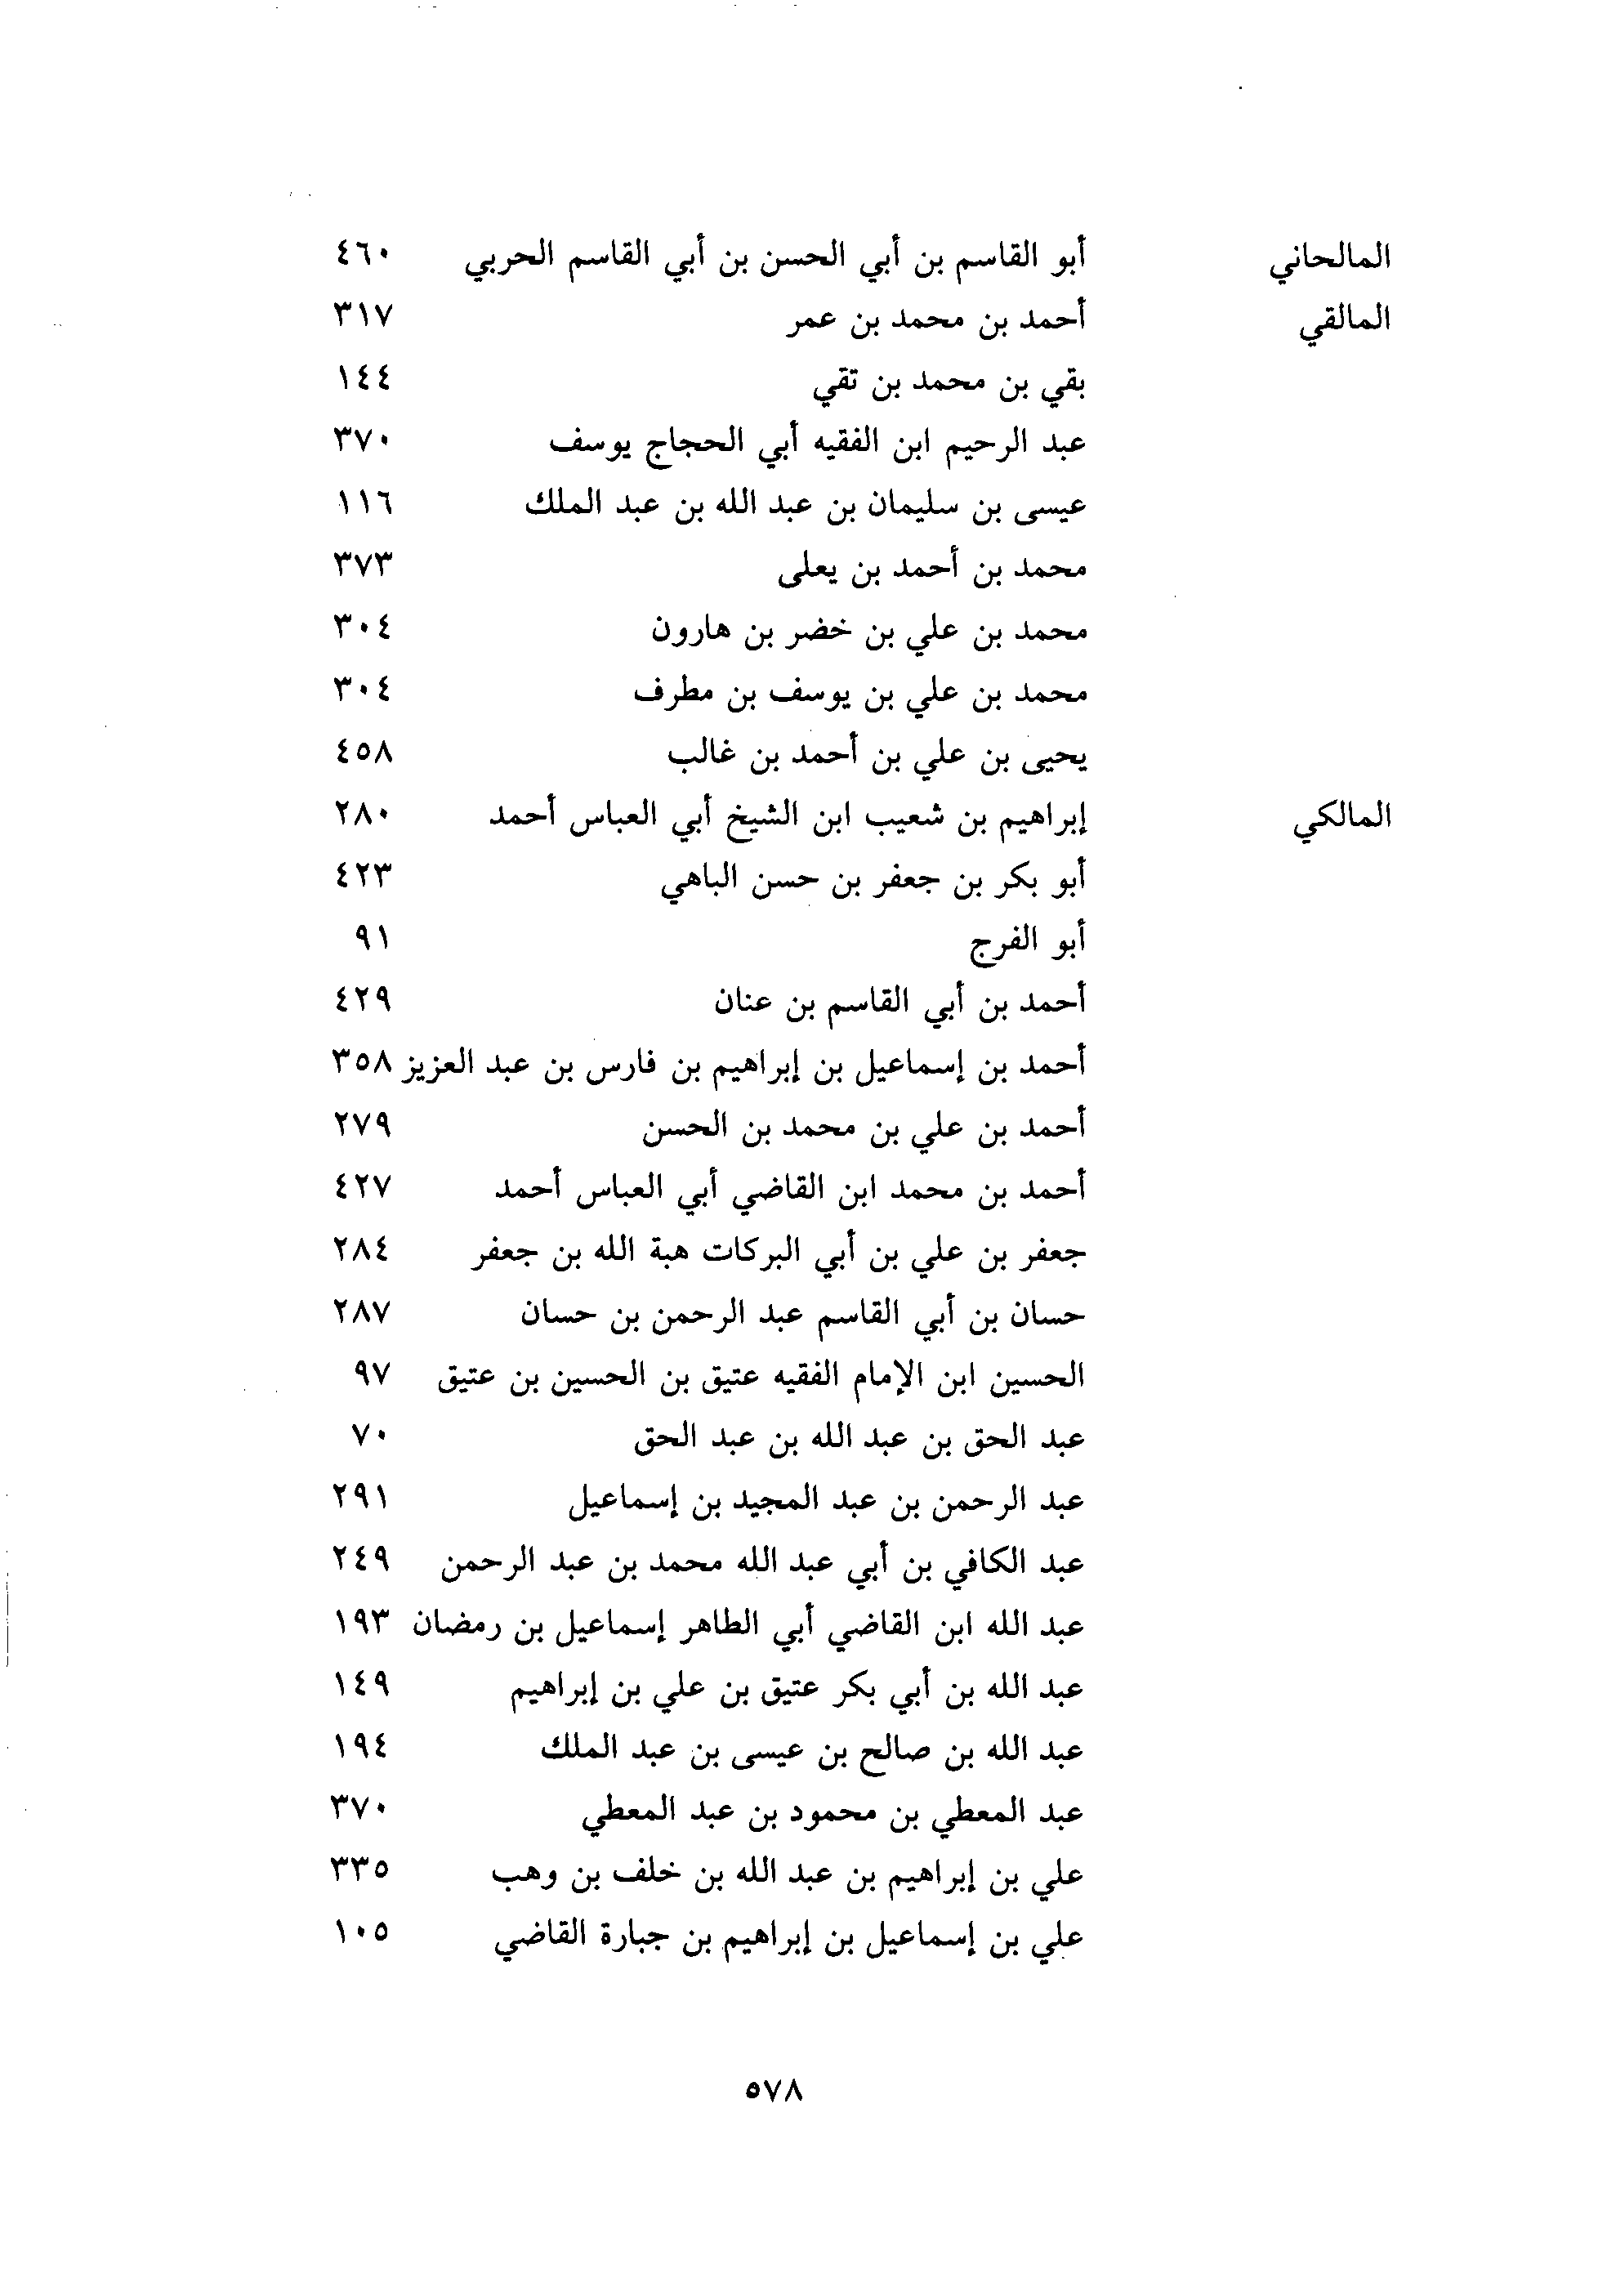 المالحاني أبو القاسم بن أبي الحسن بن أبي القاسم الحربي ٤٦٠
المالقي أحمد بن محمد بن عمر ٣١٧
بقي بن محمد بن تقي ١٤٤
عبد الرحيم ابن الفقيه أبي الحجاج يوسف ٣٧٠
عيسى بن سليمان بن عبد الله بن عبد الملك ١١٦
محمد بن أحمد بن يعلى ٣٧٣
محمد بن علي بن خضر بن هارون ٣٠٤
محمد بن علي بن يوسف بن مطرف ٣٠٤
يحيى بن علي بن أحمد بن غالب ٤٥٨
المالكي إبراهيم بن شعيب ابن الشيخ أبي العباس أحمد ٢٨٠
أبو بكر بن جعفر بن حسن الباهي ٤٢٣
أبو الفرج ٩١
أحمد بن أبي القاسم بن عنان ٤٢٩
أحمد بن إسماعيل بن إبراهيم بن فارس بن عبد العزيز ٣٥٨
أحمد بن علي بن محمد بن الحسن ٢٧٩
أحمد بن محمد ابن القاضي أبي العباس أحمد ٤٢٧
جعفر بن علي بن أبي البركات هبة الله بن جعفر ٢٨٤
حسان بن أبي القاسم عبد الرحمن بن حسان ٢٨٧
الحسين ابن الإمام الفقيه عتيق بن الحسين بن عتيق ٩٧
عبد الحق بن عبد الله بن عبد الحق ٧٠
عبد الرحمن بن عبد المجيد بن إسماعيل ٢٩١
عبد الكافي بن أبي عبد الله محمد بن عبد الرحمن ٢٤٩
عبد الله ابن القاضي أبي الطاهر إسماعيل بن رمضان ١٩٣
عبد الله بن أبي بكر عتيق بن علي بن إبراهيم ١٤٩
عبد الله بن صالح بن عيسى بن عبد الملك ١٩٤
عبد المعطي بن محمود بن عبد المعطي ٣٧٠
علي بن إبراهيم بن عبد الله بن خلف بن وهب ٣٣٥
علي بن إسماعيل بن إبراهيم بن جبارة القاضي ١٠٥
٥٧٨